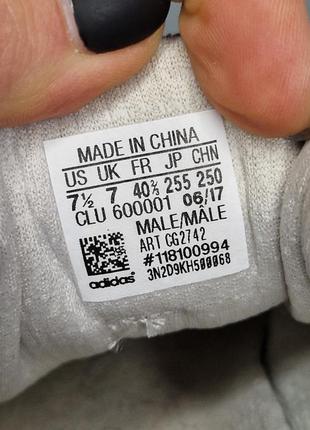 MADE IN CHINA
US UK FR JP CHN
7½ 7 40⅔ 255 250
CLU 600001 06/17
MALE/MÂLE
ART CG2742
#118100994
3N2D9KH500068
adidas